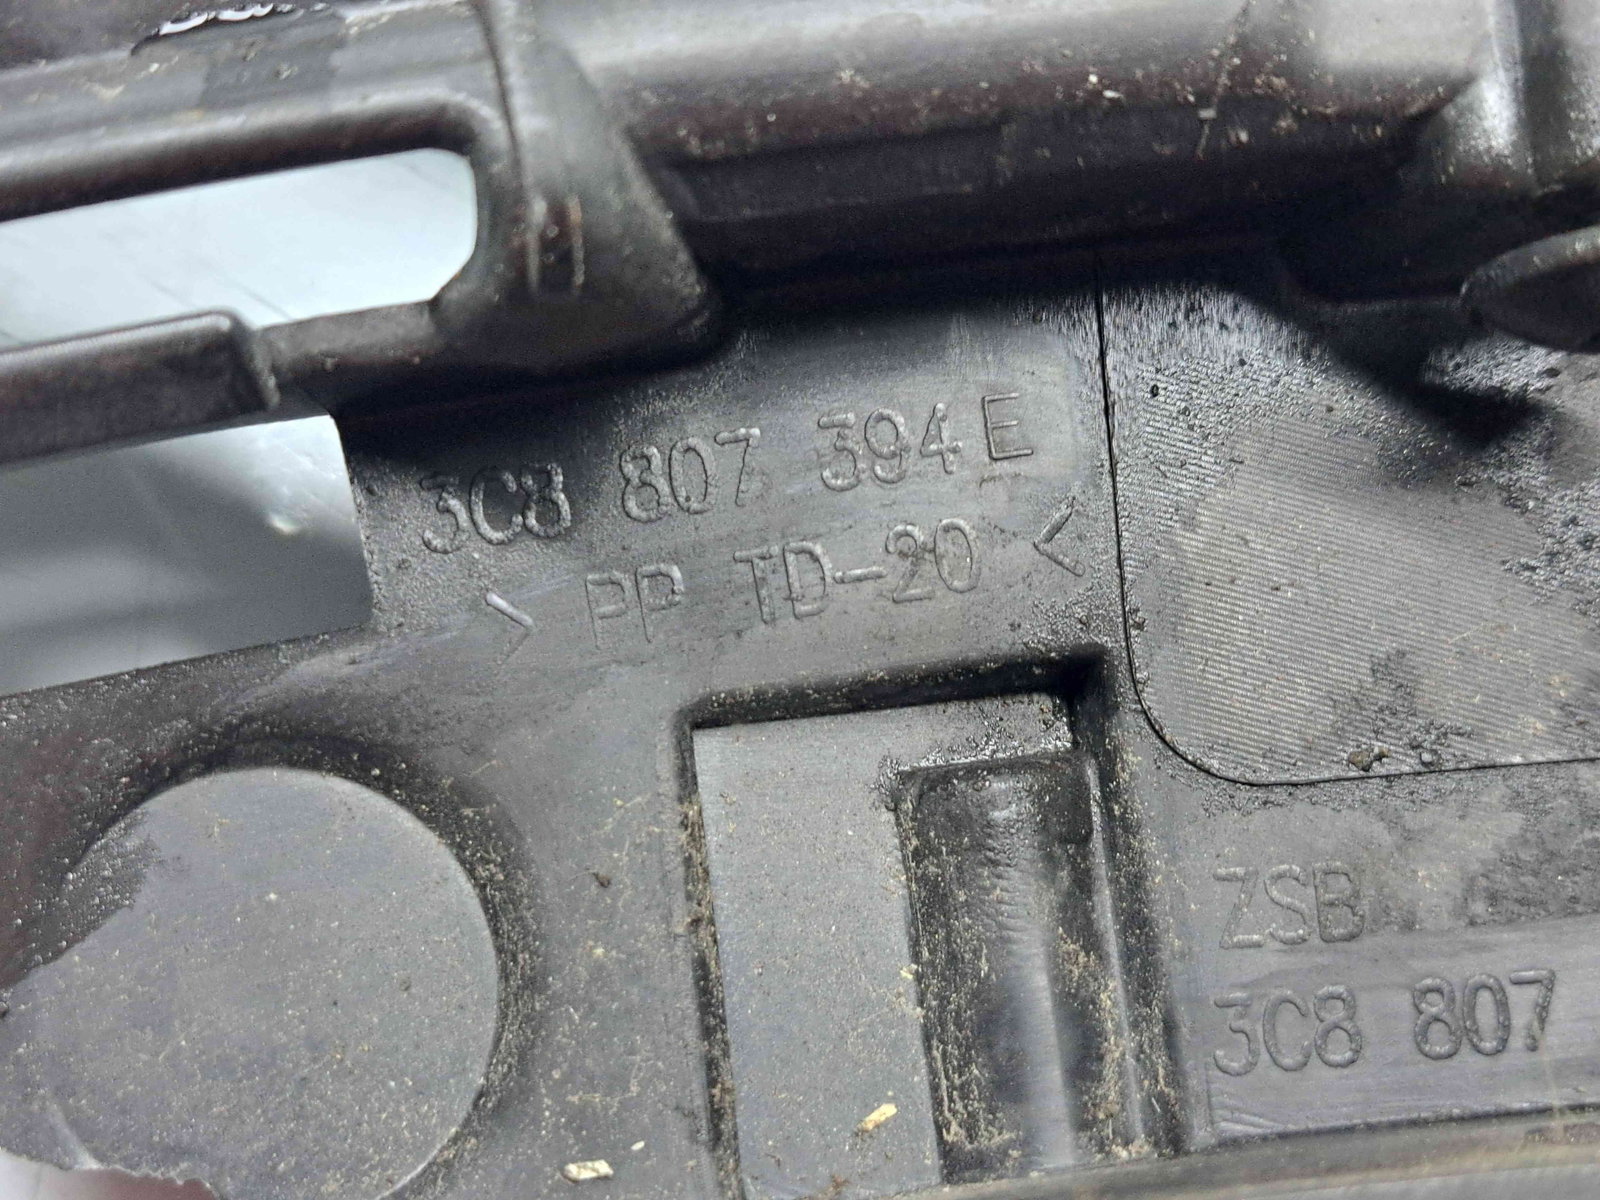 3C8 807 394 E
> PP TD-20 <
ZSB
3C8 807